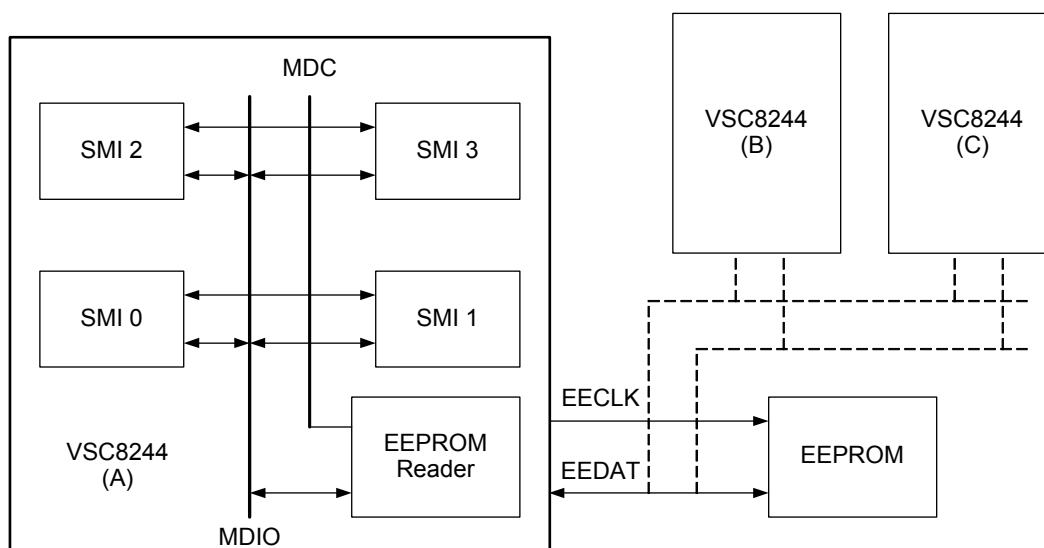 MDC
SMI 2
SMI 3
VSC8244
(B)
VSC8244
(C)
SMI 0
SMI 1
EECLK
EEPROM
Reader
EEPROM
VSC8244
(A)
EEDAT
MDIO